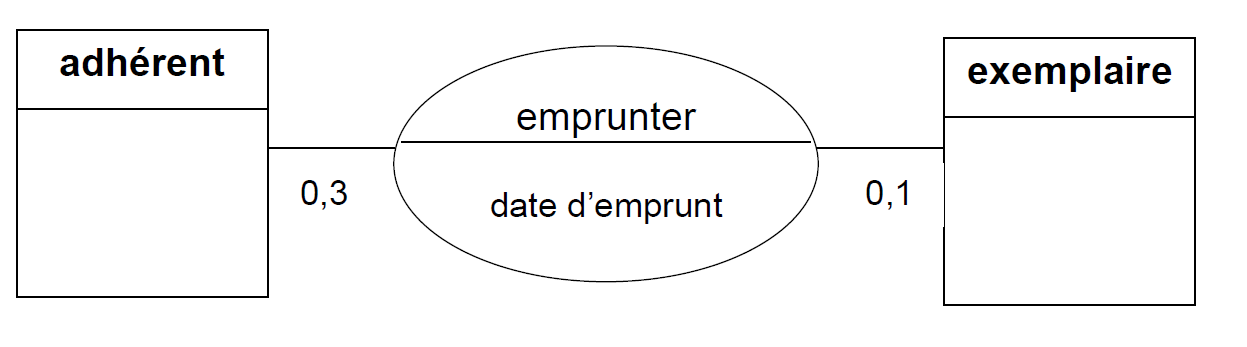 adhérent
emprunter
exemplaire
0,3
date d’emprunt
0,1